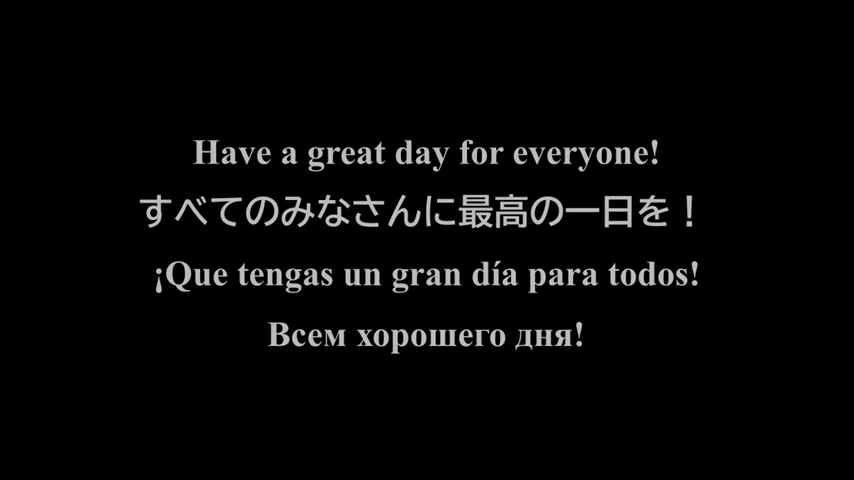 Have a great day for everyone!
すべてのみなさんに最高の一日を！
¡Que tengas un gran día para todos!
Всем хорошего дня!